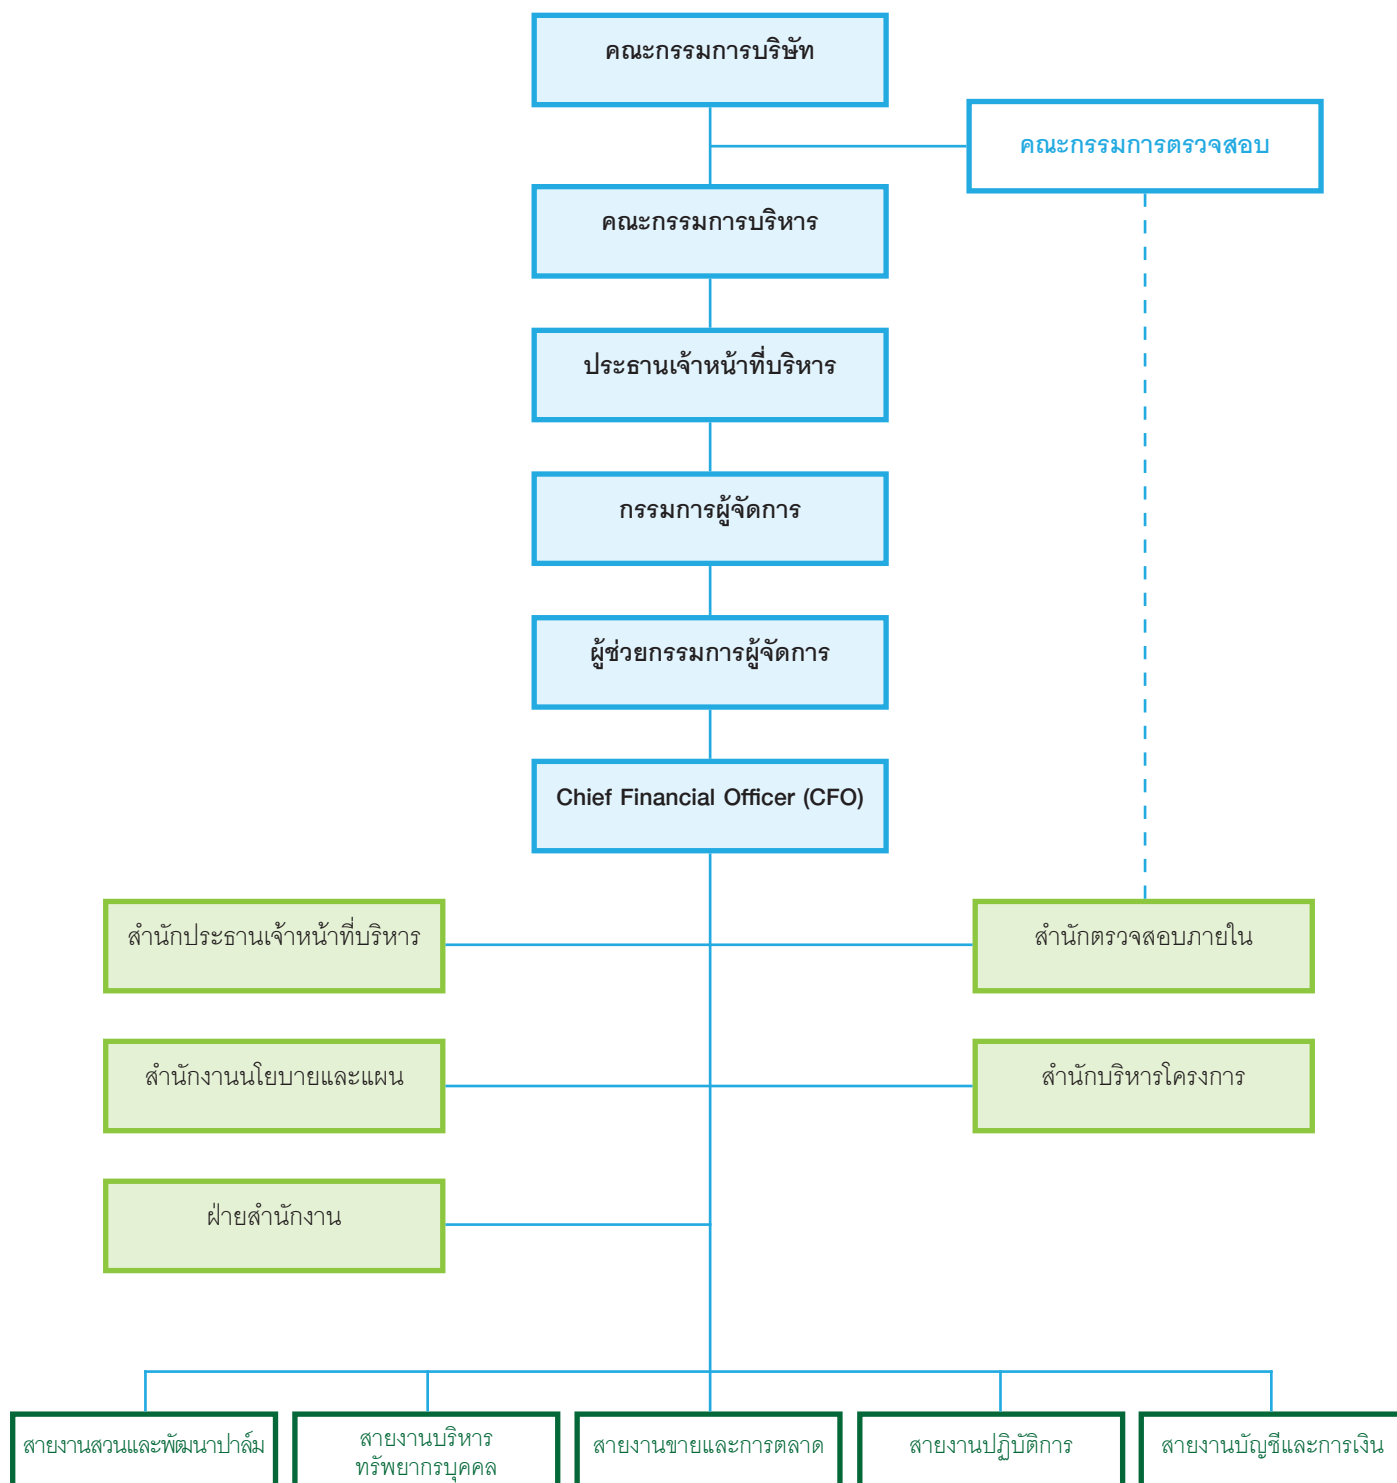 คณะกรรมการบริษัท
คณะกรรมการตรวจสอบ
คณะกรรมการบริหาร
ประธานเจ้าหน้าที่บริหาร
กรรมการผู้จัดการ
ผู้ช่วยกรรมการผู้จัดการ
Chief Financial Officer (CFO)
สำนักประธานเจ้าหน้าที่บริหาร
สำนักตรวจสอบภายใน
สำนักงานนโยบายและแผน
สำนักบริหารโครงการ
ฝ่ายสำนักงาน
สายงานสวนและพัฒนาปาล์ม
สายงานบริหาร
ทรัพยากรบุคคล
สายงานขายและการตลาด
สายงานปฏิบัติการ
สายงานบัญชีและการเงิน